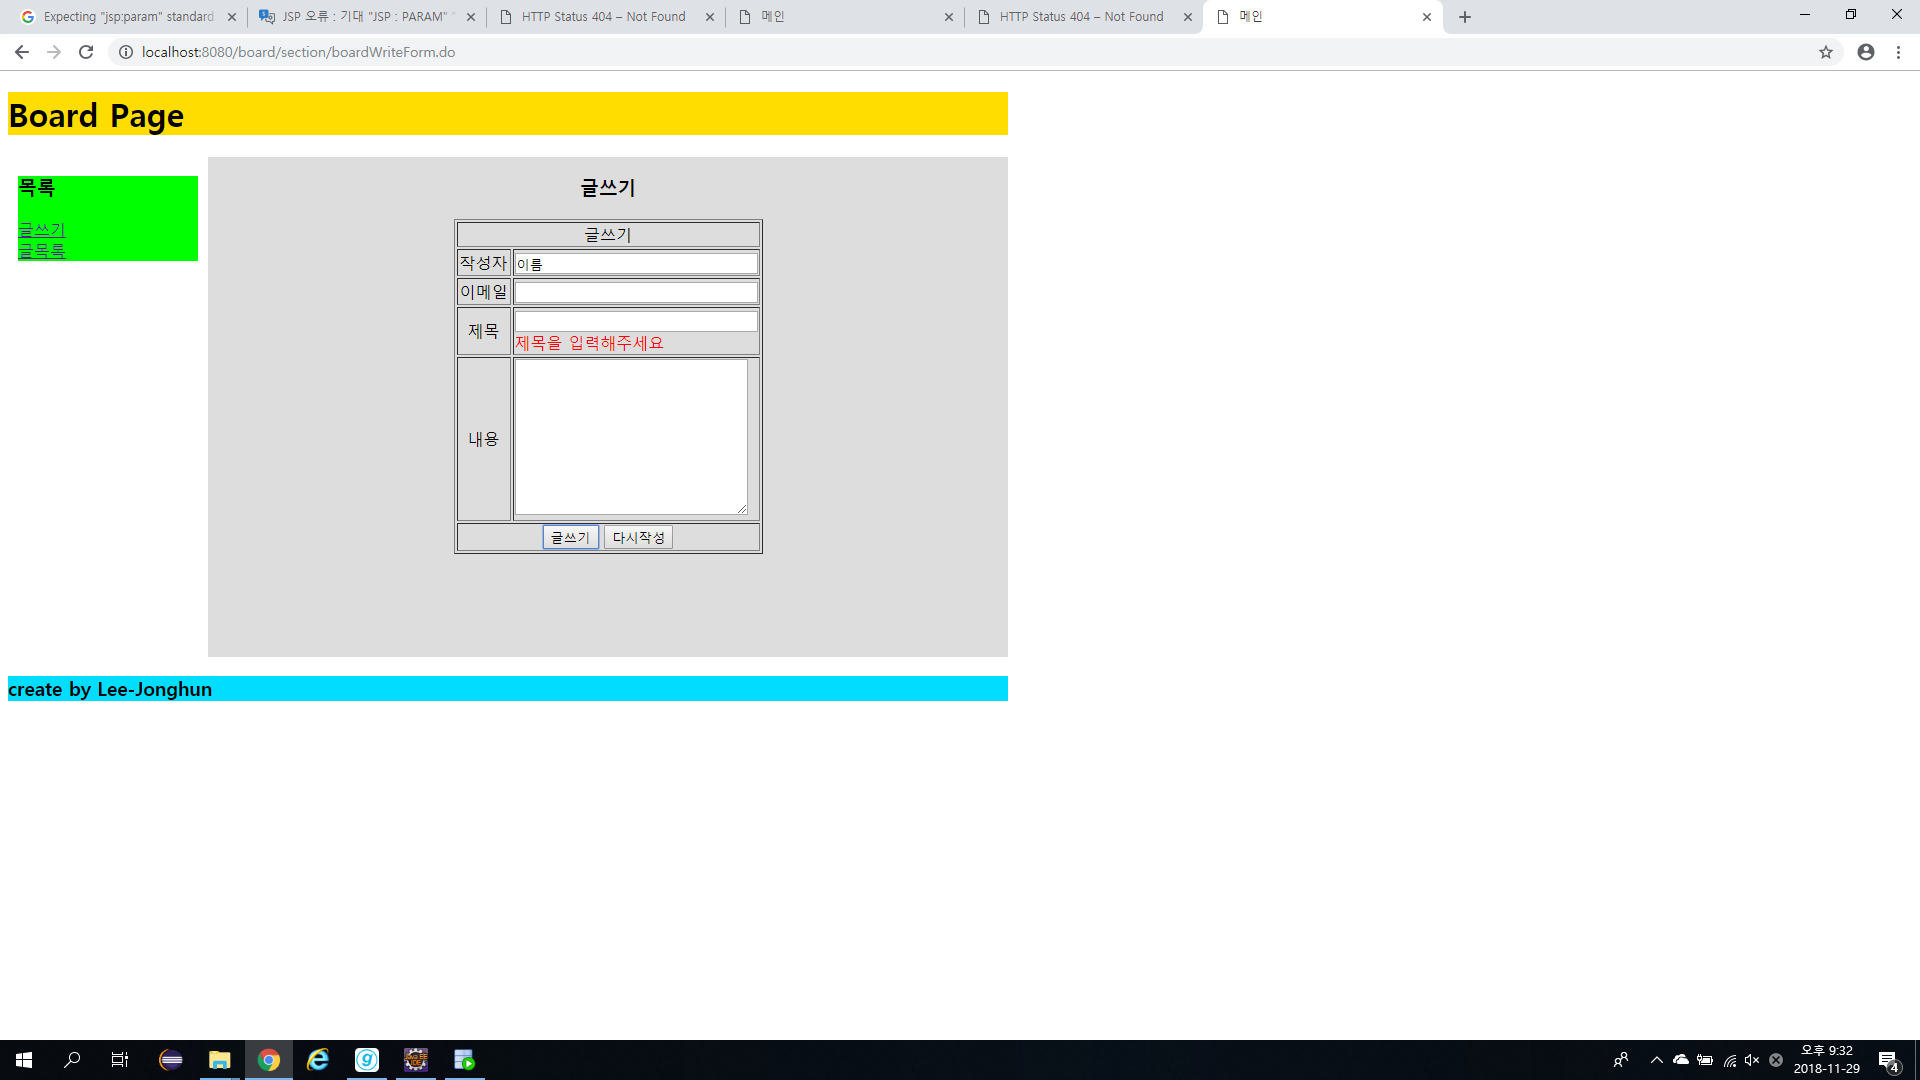 Expecting "jsp:param" standard
JSP 오류 : 기대 "JSP : PARAM" "
HTTP Status 404 – Not Found
메인
HTTP Status 404 – Not Found
메인
localhost:8080/board/section/boardWriteForm.do
Board Page
목록
글쓰기
글목록
글쓰기
글쓰기
작성자 이름
이메일
제목
제목을 입력해주세요
내용
글쓰기 다시작성
create by Lee-Jonghun
오후 9:32
2018-11-29
4